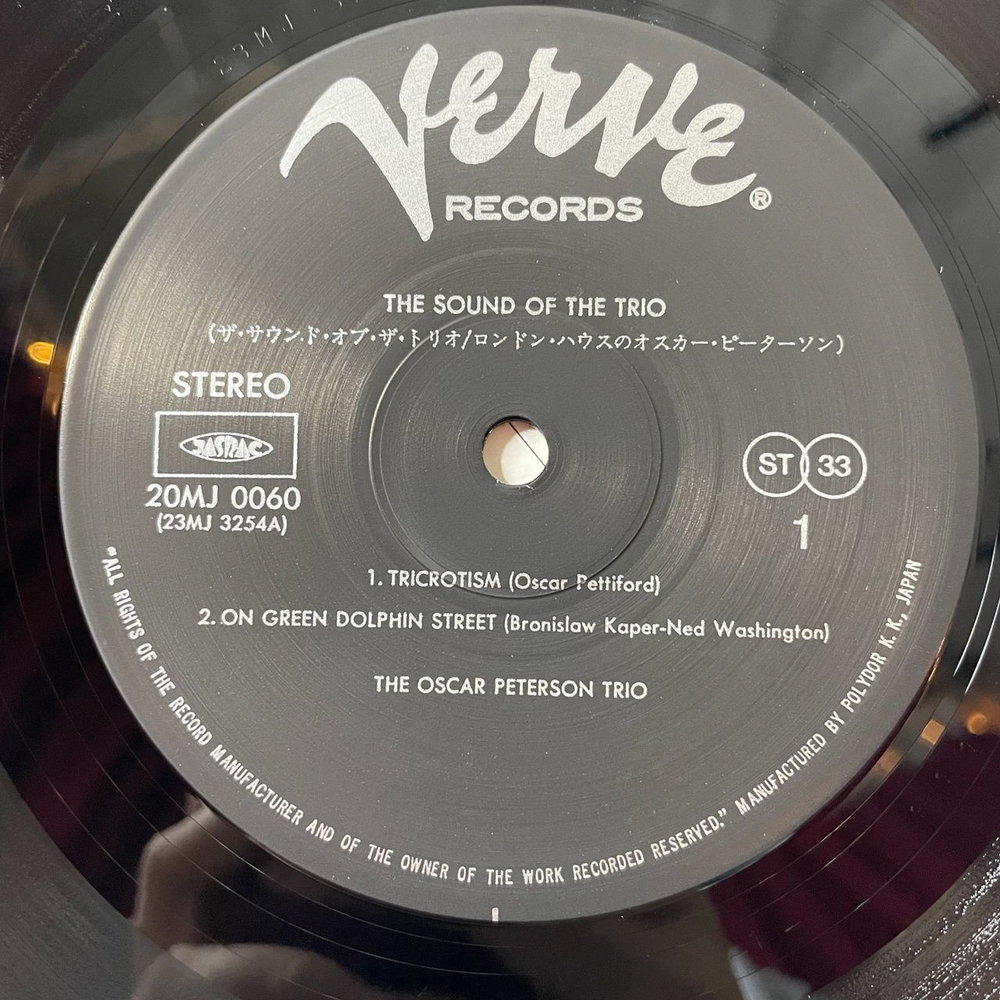 23MJ
Verve
RECORDS ®
THE SOUND OF THE TRIO
(ザ・サウンド・オブ・ザ・トリオ/ロンドン・ハウスのオスカー・ピーターソン)
STEREO
JASRAC
20MJ 0060
(23MJ 3254A)
ST 33
1
1. TRICROTISM (Oscar Pettiford)
2. ON GREEN DOLPHIN STREET (Bronislaw Kaper-Ned Washington)
THE OSCAR PETERSON TRIO
"ALL RIGHTS OF THE RECORD MANUFACTURER AND OF THE OWNER OF THE WORK RECORDED RESERVED." MANUFACTURED BY POLYDOR K. K., JAPAN